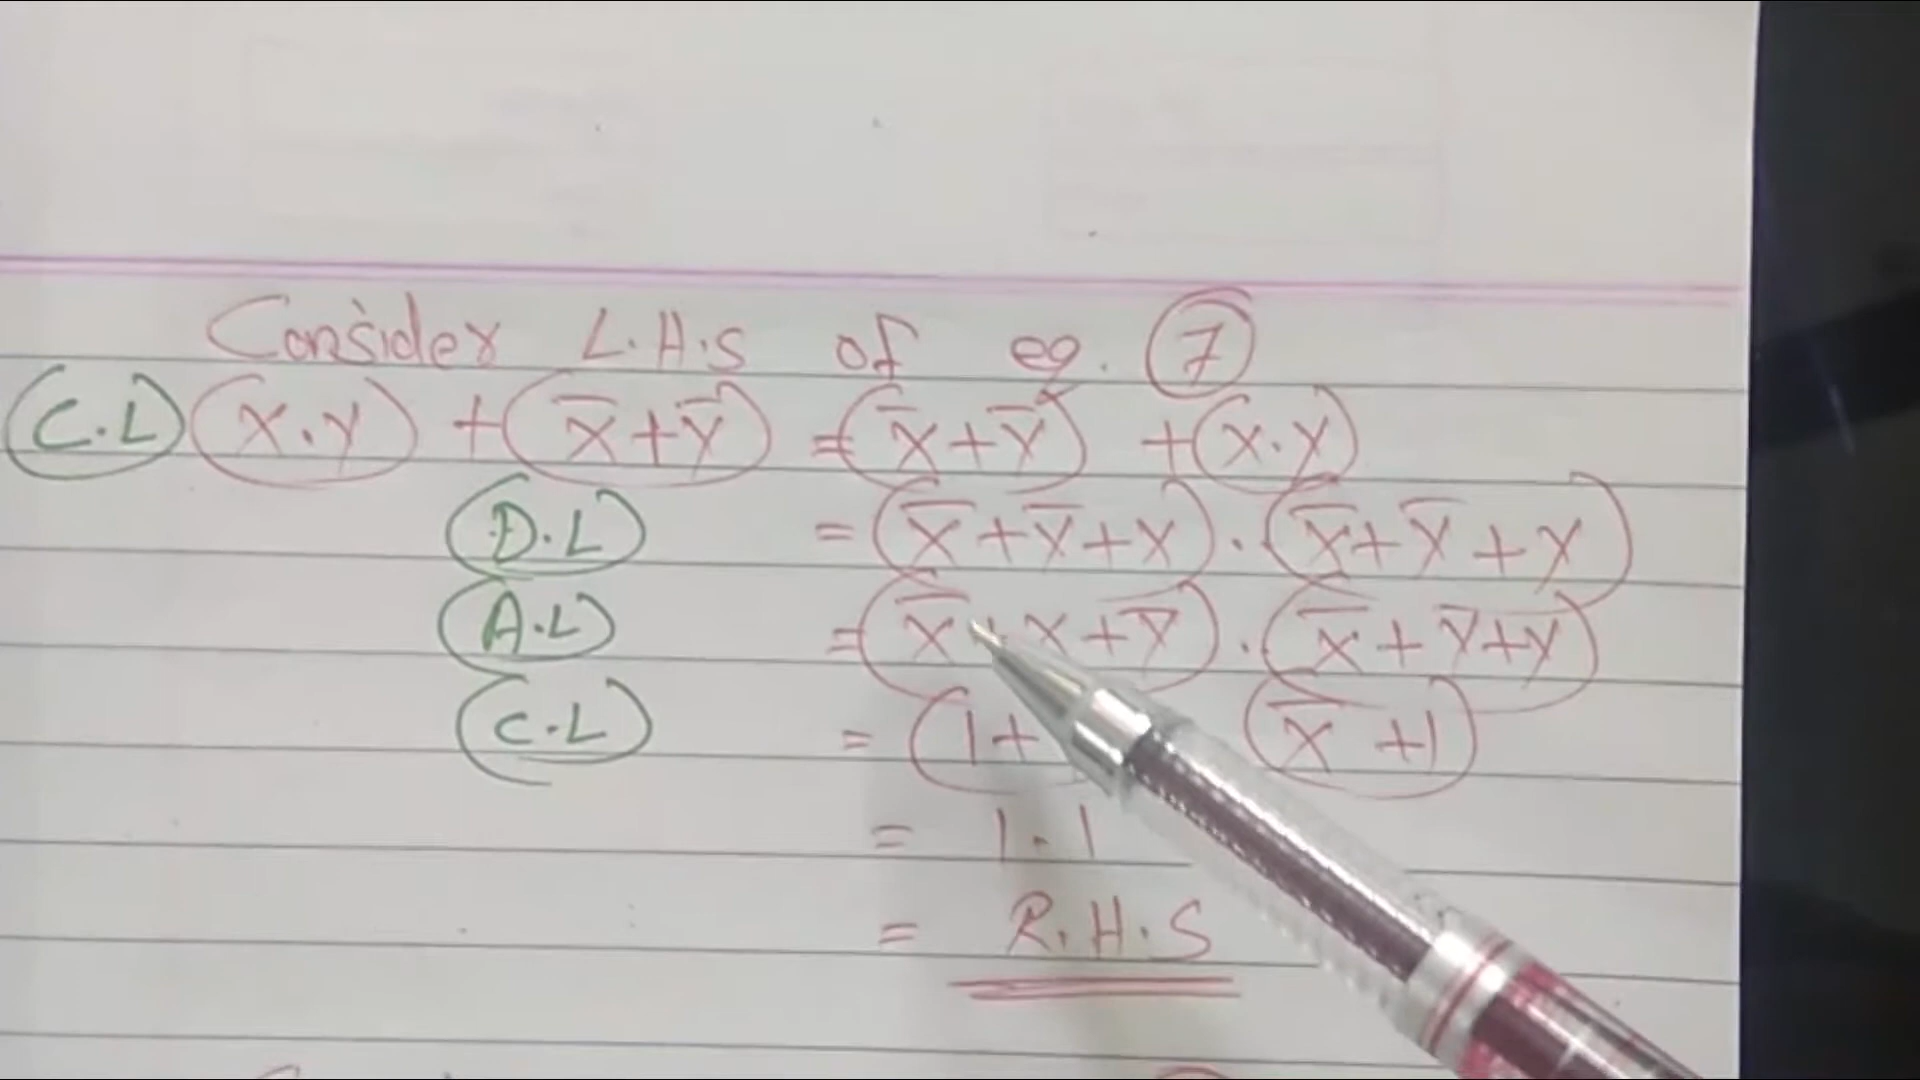 Consider L.H.S of eq. 7
C.L (X.Y) + (X̅+Y̅) = (X̅+Y̅) + (X.Y)
D.L = (X̅+Y̅+X).(X̅+Y̅+Y)
A.L = (X̅+X+Y̅).(X̅+Y̅+Y)
C.L = (1+ (X̅+1)
= 1.1
= R.H.S